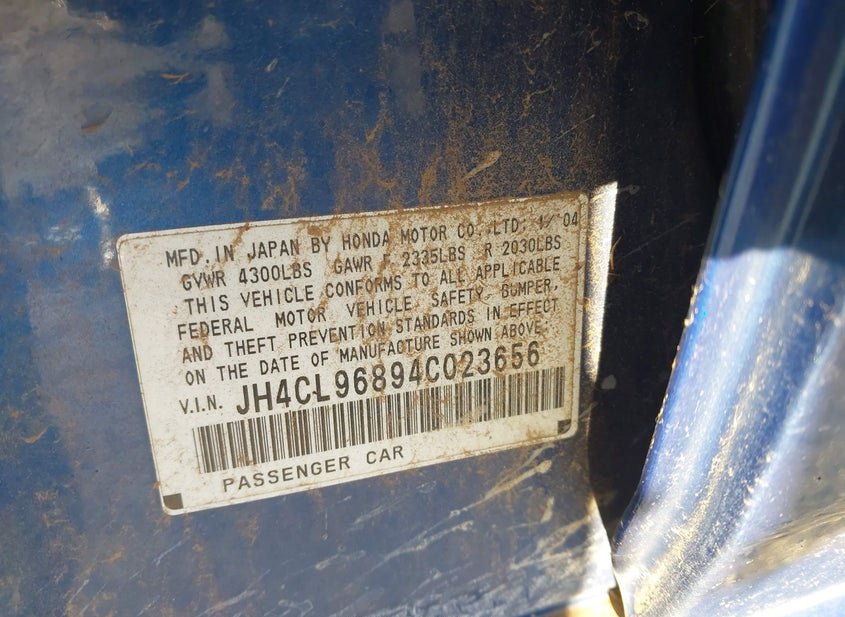 MFD. IN JAPAN BY HONDA MOTOR CO.,LTD. 1/'04
GVWR 4300LBS GAWR F 2335LBS R 2030LBS
THIS VEHICLE CONFORMS TO ALL APPLICABLE
FEDERAL MOTOR VEHICLE SAFETY, BUMPER,
AND THEFT PREVENTION STANDARDS IN EFFECT
ON THE DATE OF MANUFACTURE SHOWN ABOVE.
V.I.N. JH4CL96894C023656
PASSENGER CAR